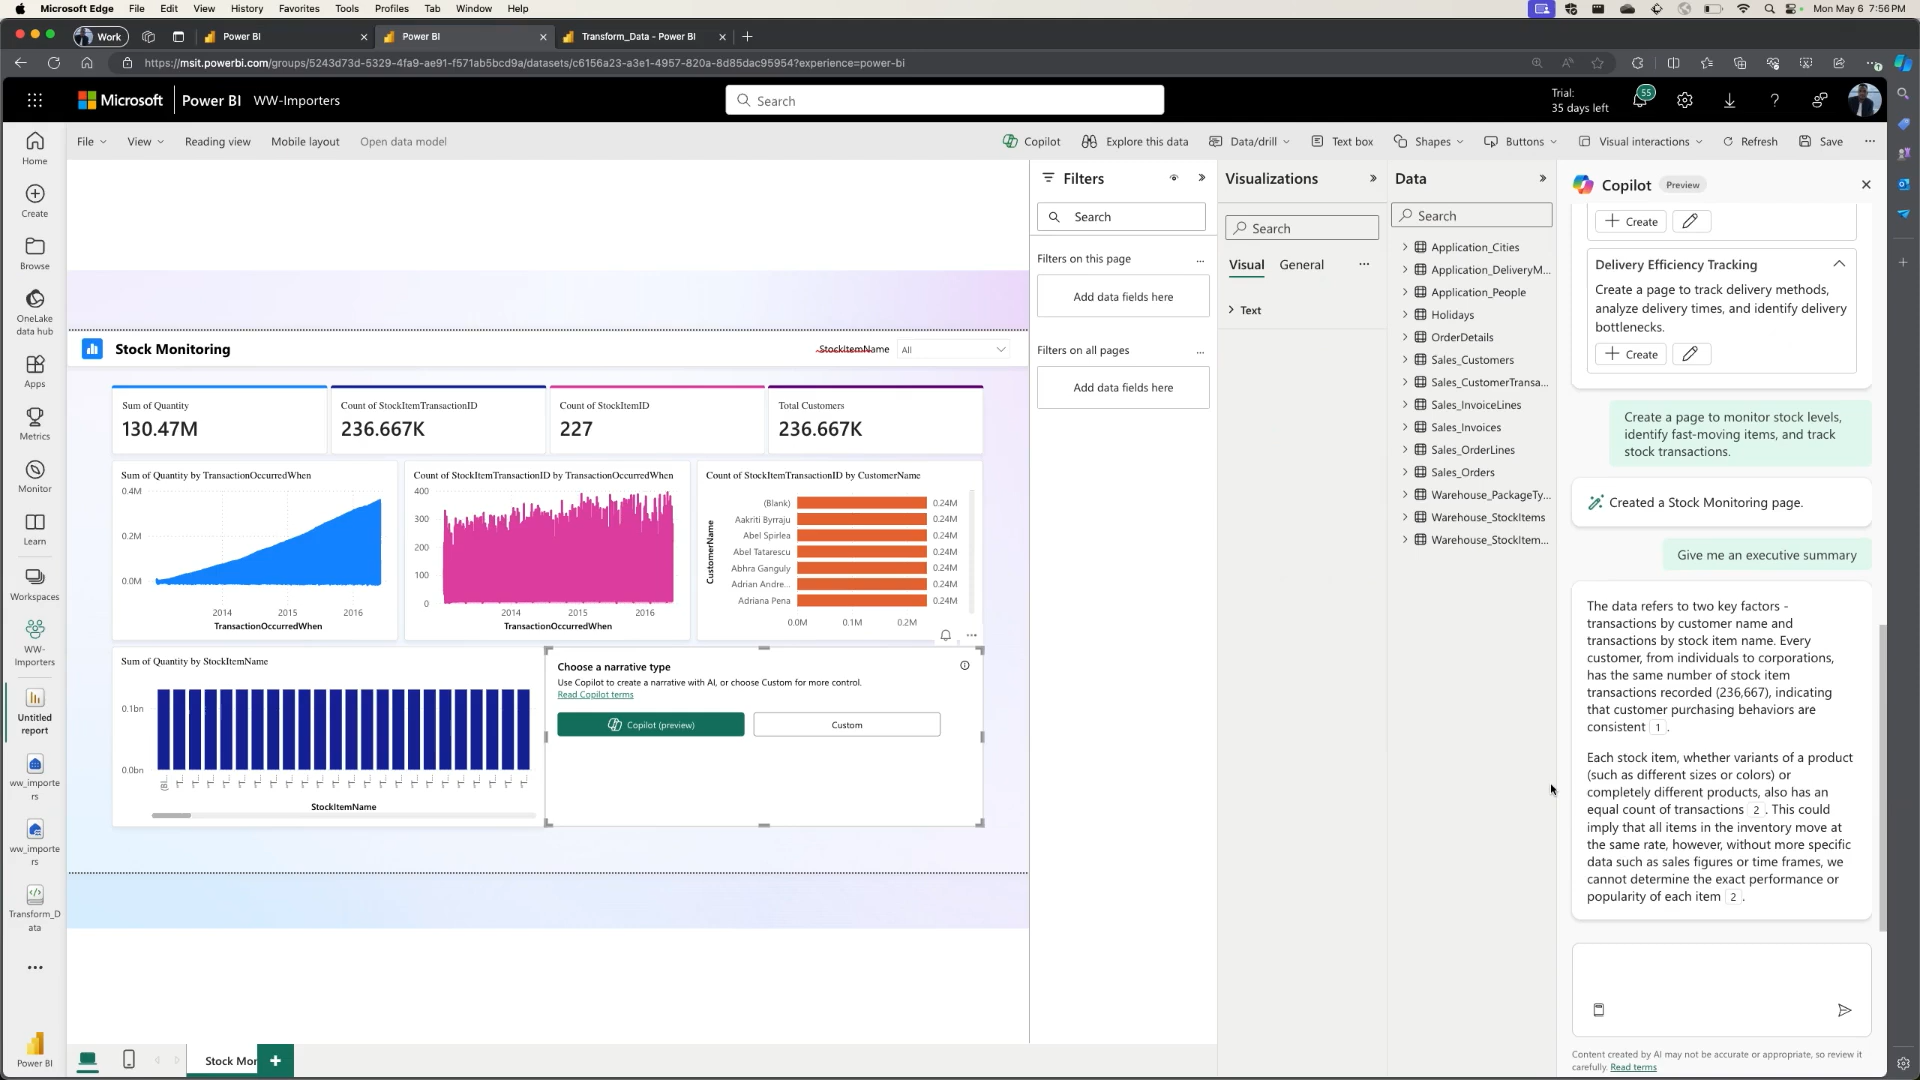 Microsoft Edge File Edit View History Favorites Tools Profiles Tab Window Help
Mon May 6 7:56 PM
Work
Power BI
Power BI
Transform_Data - Power BI
https://msit.powerbi.com/groups/5243d73d-5329-4fa9-ae91-f571ab5bcd9a/datasets/c6156a23-a3e1-4957-820a-8d85dac95954?experience=power-bi
Microsoft Power BI WW-Importers
Search
Trial:
35 days left
55
File View Reading view Mobile layout Open data model
Copilot Explore this data Data/drill Text box Shapes Buttons Visual interactions Refresh Save
Home
Create
Browse
OneLake
data hub
Apps
Metrics
Monitor
Learn
Workspaces
WW-
Importers
Untitled
report
ww_importe
rs
ww_importe
rs
Transform_D
ata
Power BI
Stock Monitoring
StockItemName All
Sum of Quantity
130.47M
Count of StockItemTransactionID
236.667K
Count of StockItemID
227
Total Customers
236.667K
Sum of Quantity by TransactionOccurredWhen
0.4M
0.2M
0.0M
2014 2015 2016
TransactionOccurredWhen
Count of StockItemTransactionID by TransactionOccurredWhen
400
300
200
100
0
2014 2015 2016
TransactionOccurredWhen
Count of StockItemTransactionID by CustomerName
CustomerName
(Blank) 0.24M
Aakriti Byrraju 0.24M
Abel Spirlea 0.24M
Abel Tatarescu 0.24M
Abhra Ganguly 0.24M
Adrian Andre... 0.24M
Adriana Pena 0.24M
0.0M 0.1M 0.2M
Sum of Quantity by StockItemName
0.1bn
0.0bn
StockItemName
Choose a narrative type
Use Copilot to create a narrative with AI, or choose Custom for more control.
Read Copilot terms
Copilot (preview)
Custom
Stock Mor
Filters
Search
Filters on this page
Add data fields here
Filters on all pages
Add data fields here
Visualizations
Search
Visual General
Text
Data
Search
Application_Cities
Application_DeliveryM...
Application_People
Holidays
OrderDetails
Sales_Customers
Sales_CustomerTransa...
Sales_InvoiceLines
Sales_Invoices
Sales_OrderLines
Sales_Orders
Warehouse_PackageTy...
Warehouse_StockItems
Warehouse_StockItem...
Copilot Preview
Create
Delivery Efficiency Tracking
Create a page to track delivery methods,
analyze delivery times, and identify delivery
bottlenecks.
Create
Create a page to monitor stock levels,
identify fast-moving items, and track
stock transactions.
Created a Stock Monitoring page.
Give me an executive summary
The data refers to two key factors -
transactions by customer name and
transactions by stock item name. Every
customer, from individuals to corporations,
has the same number of stock item
transactions recorded (236,667), indicating
that customer purchasing behaviors are
consistent 1 .
Each stock item, whether variants of a product
(such as different sizes or colors) or
completely different products, also has an
equal count of transactions 2 . This could
imply that all items in the inventory move at
the same rate, however, without more specific
data such as sales figures or time frames, we
cannot determine the exact performance or
popularity of each item 2 .
Content created by AI may not be accurate or appropriate, so review it
carefully. Read terms